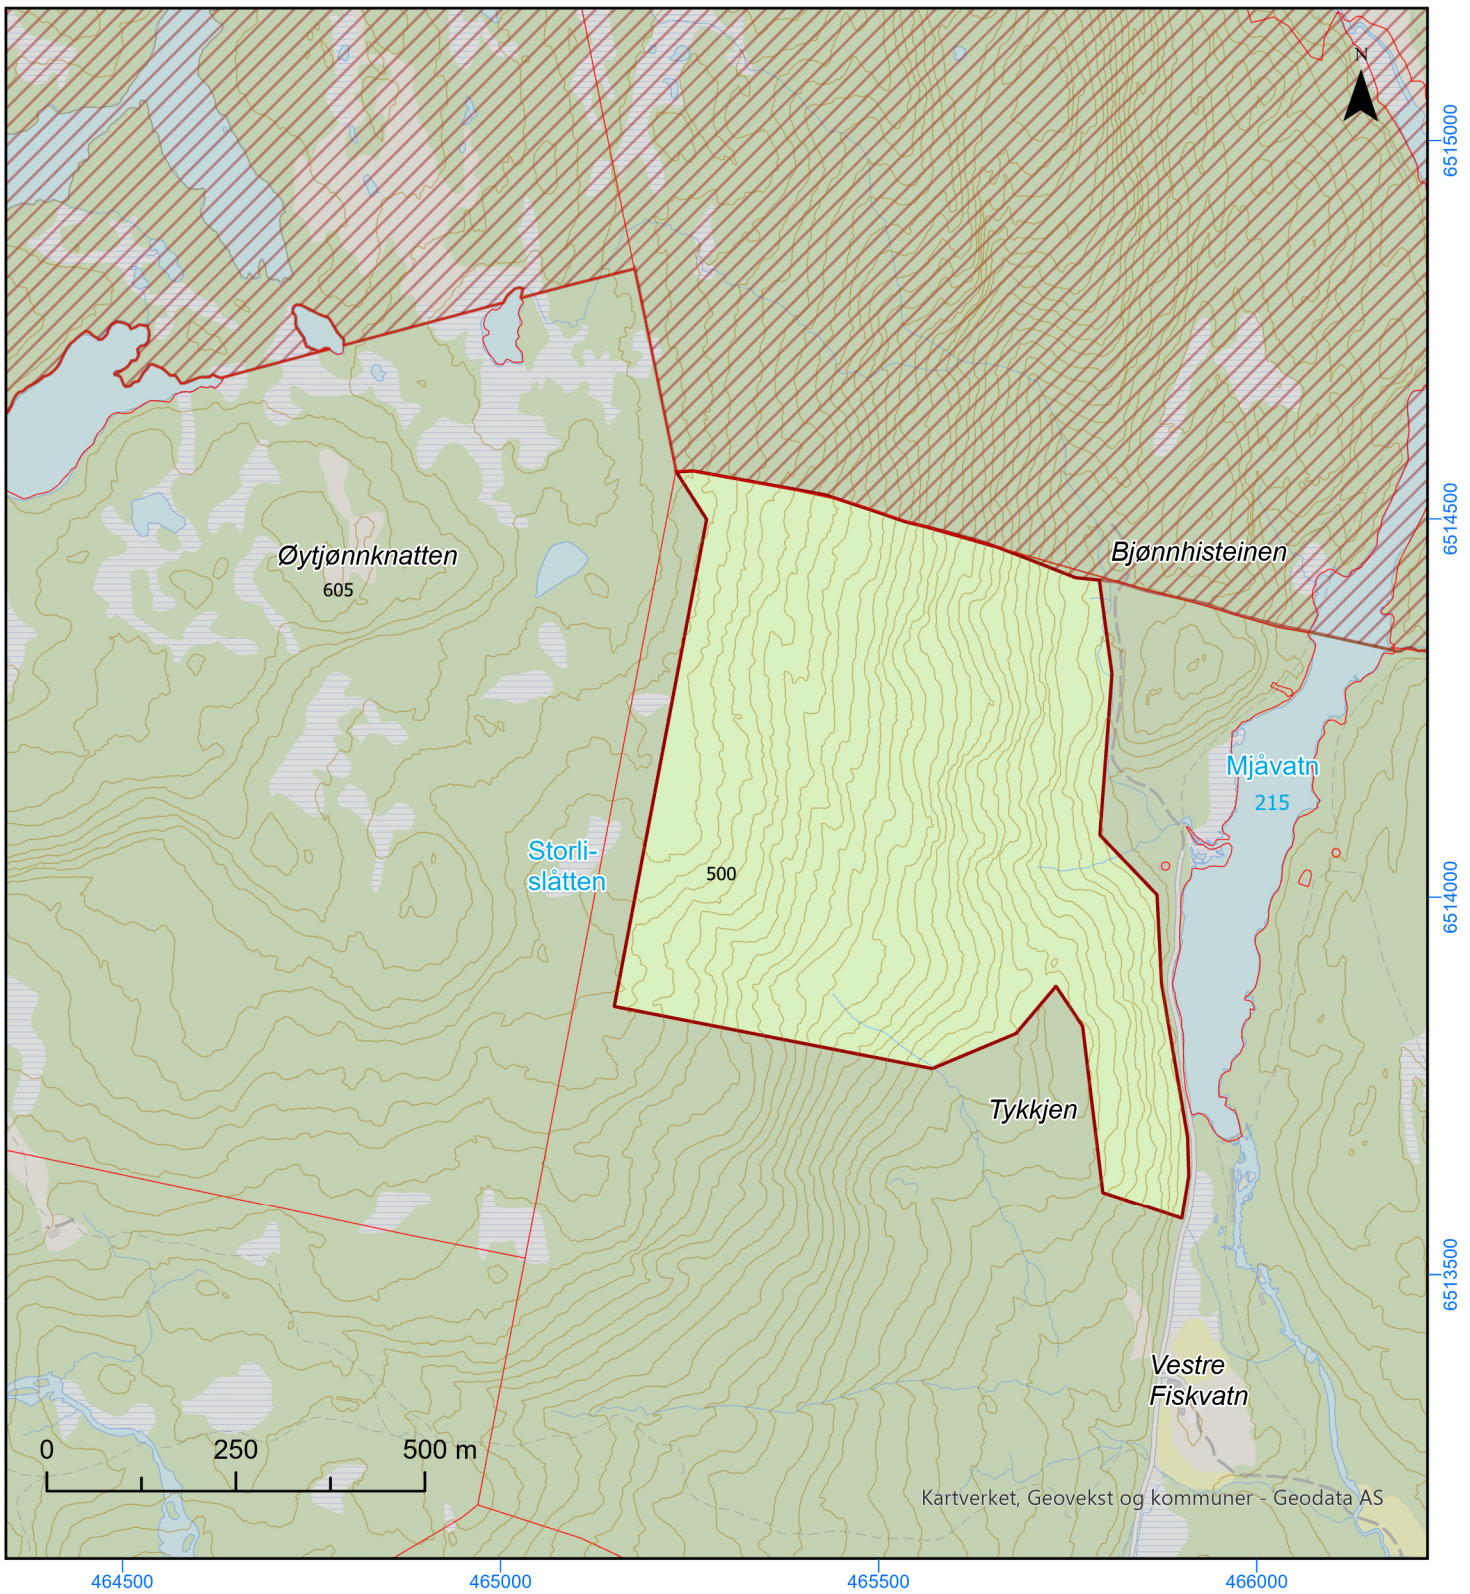 N
6515000
6514500
Bjønnhisteinen
Øytjønnknatten
605
Mjåvatn
215
Storli-
slåtten
500
6514000
Tykkjen
6513500
Vestre
Fiskvatn
0 250 500 m
Kartverket, Geovekst og kommuner - Geodata AS
464500 465000 465500 466000